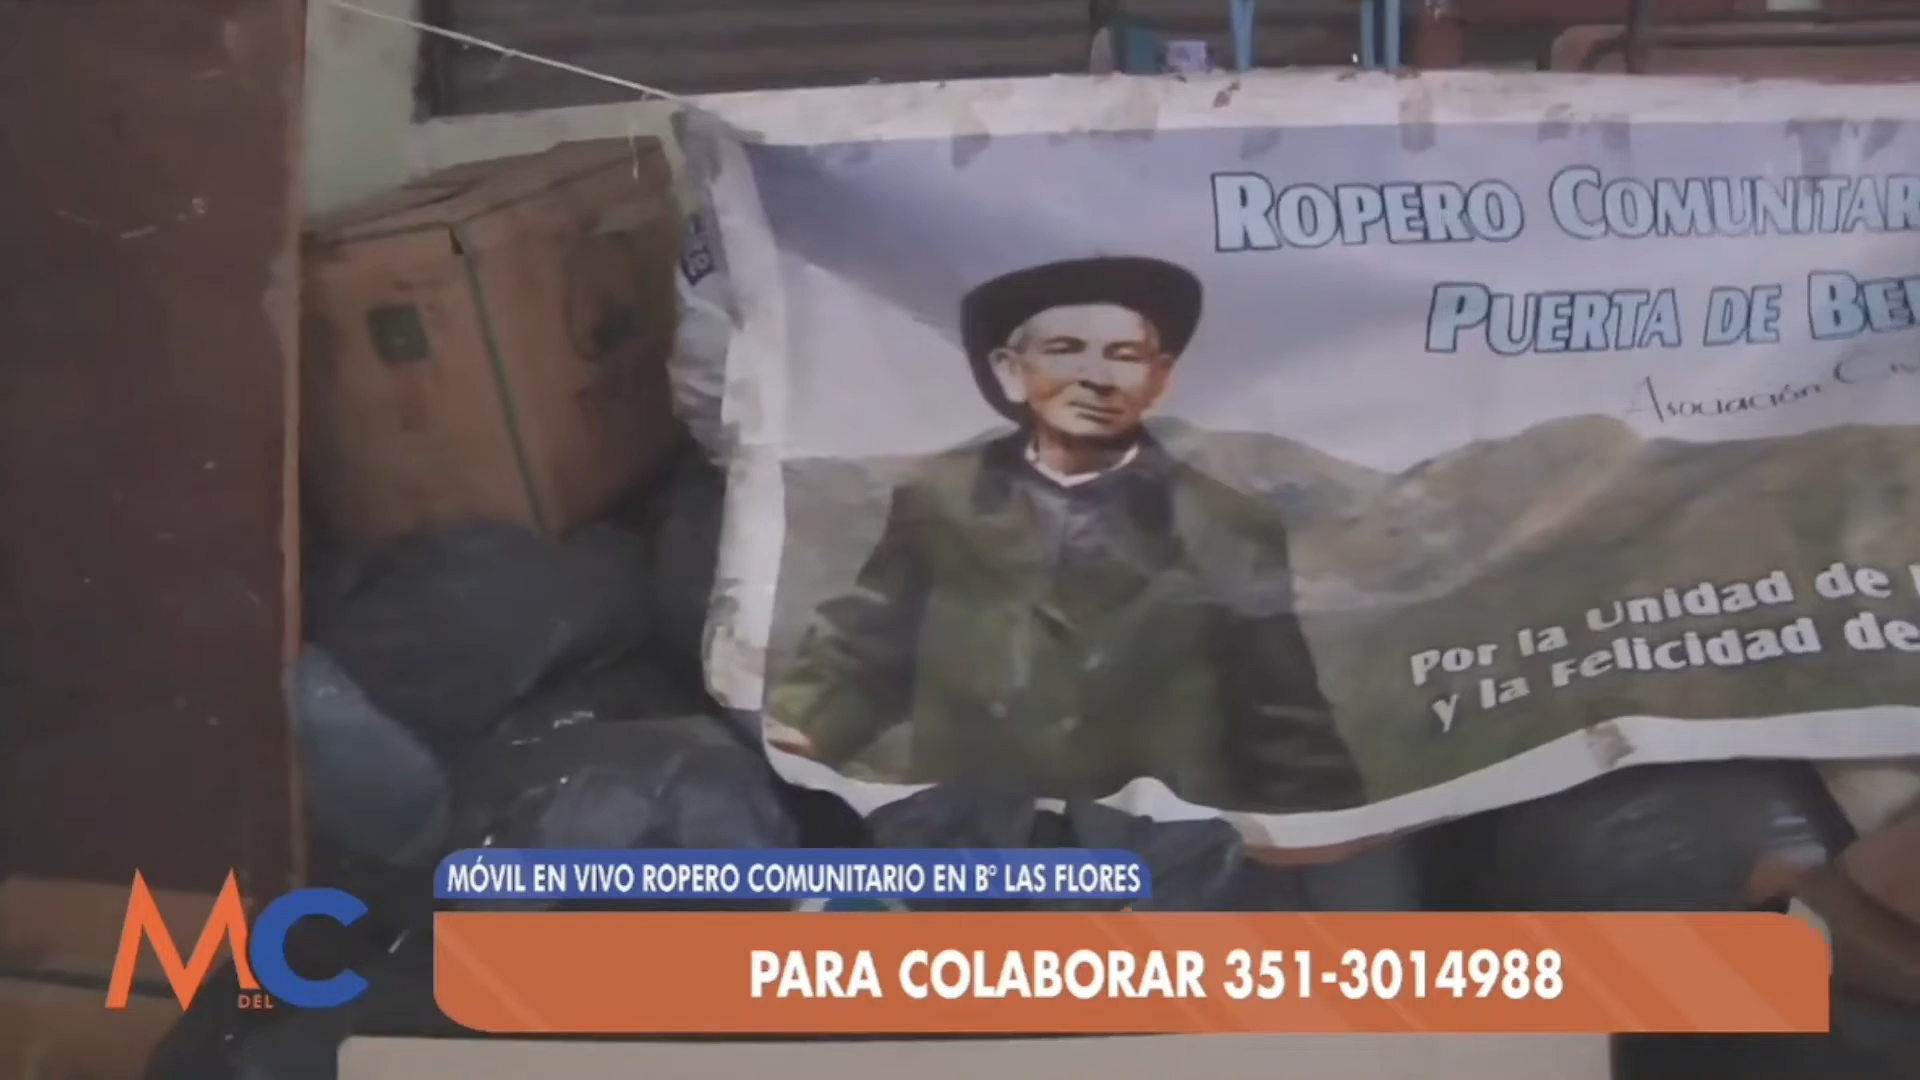 ROPERO COMUNITAR
PUERTA DE BE
Asociación
Por la Unidad de
y la Felicidad de
MÓVIL EN VIVO ROPERO COMUNITARIO EN B° LAS FLORES
PARA COLABORAR 351-3014988
M DEL C